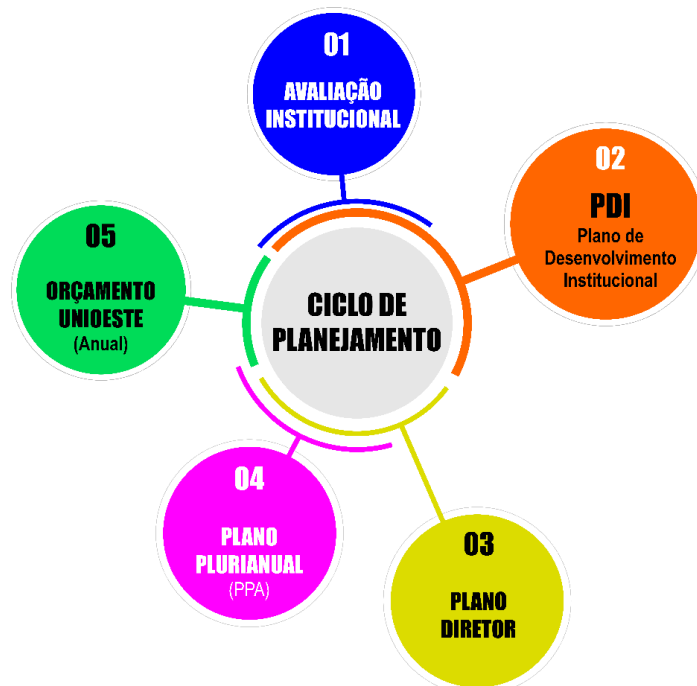 01
AVALIAÇÃO
INSTITUCIONAL
02
PDI
Plano de
Desenvolvimento
Institucional
05
ORÇAMENTO
UNIOESTE
(Anual)
CICLO DE
PLANEJAMENTO
04
PLANO
PLURIANUAL
(PPA)
03
PLANO
DIRETOR